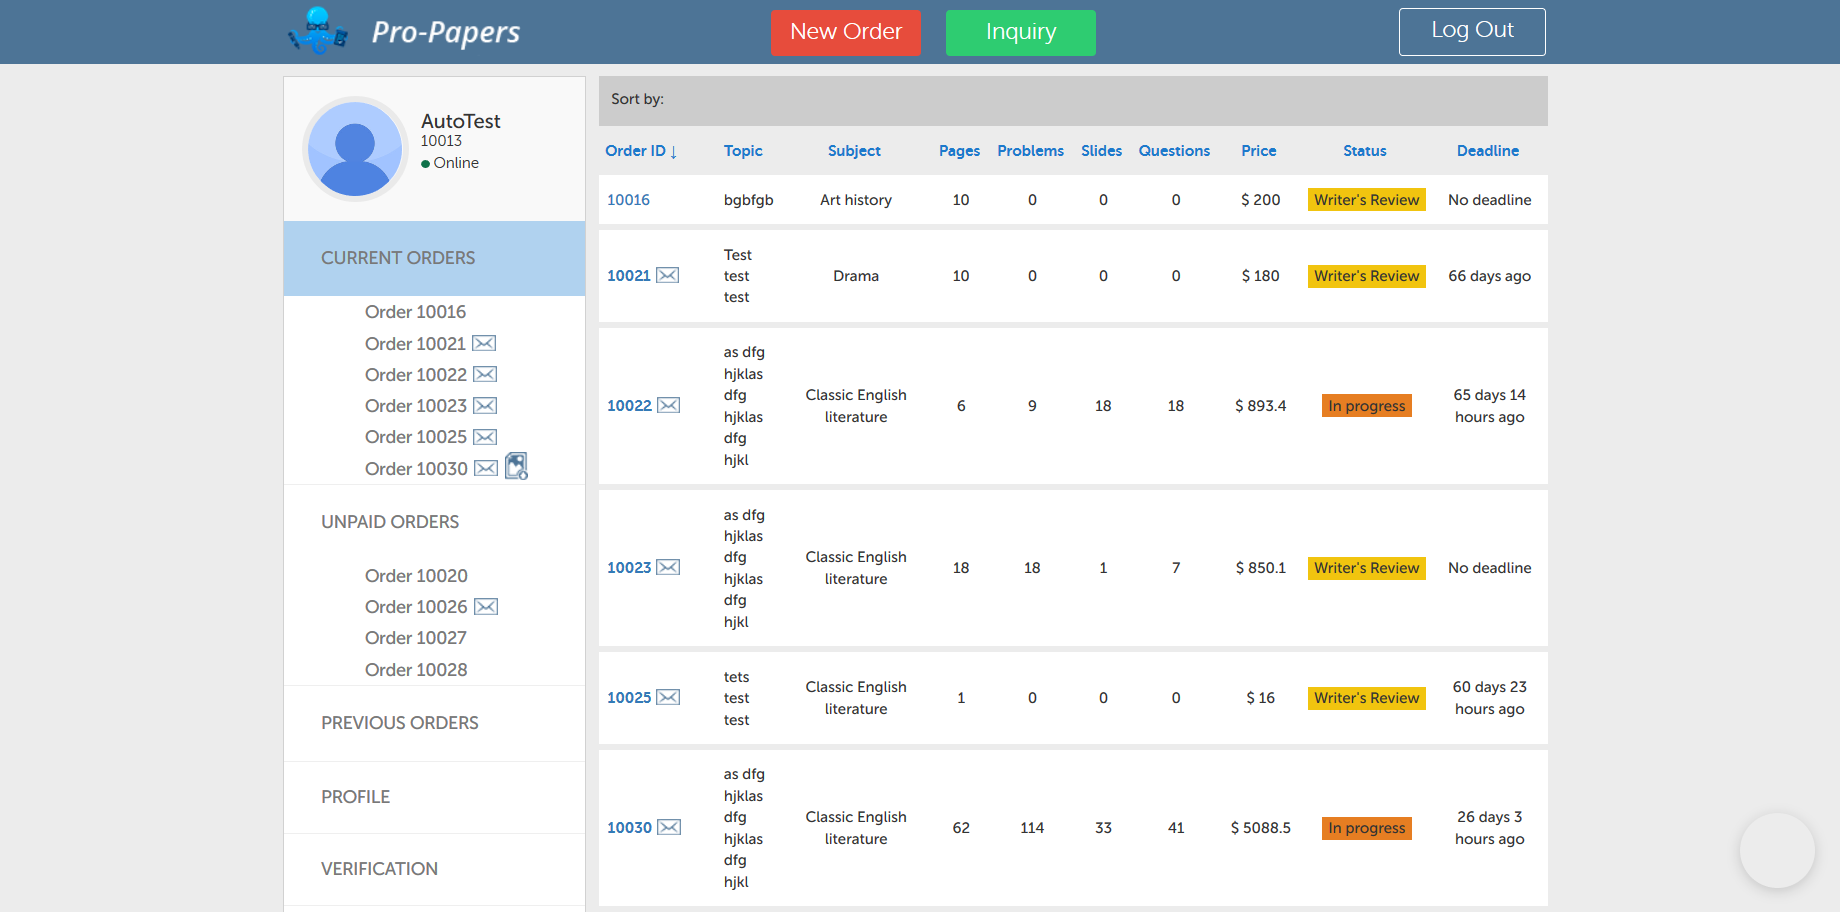 Pro-Papers
New Order
Inquiry
Log Out
AutoTest
10013
Online
CURRENT ORDERS
Order 10016
Order 10021
Order 10022
Order 10023
Order 10025
Order 10030
UNPAID ORDERS
Order 10020
Order 10026
Order 10027
Order 10028
PREVIOUS ORDERS
PROFILE
VERIFICATION
Sort by:
Order ID ↓ Topic Subject Pages Problems Slides Questions Price Status Deadline
10016 bgbfgb Art history 10 0 0 0 $ 200 Writer's Review No deadline
Test
10021 test Drama 10 0 0 0 $ 180 Writer's Review 66 days ago
test
as dfg
hjklas
dfg Classic English 65 days 14
10022 hjklas literature 6 9 18 18 $ 893.4 In progress hours ago
dfg
hjkl
as dfg
hjklas
dfg Classic English
10023 hjklas literature 18 18 1 7 $ 850.1 Writer's Review No deadline
dfg
hjkl
tets Classic English 60 days 23
10025 test literature 1 0 0 0 $ 16 Writer's Review hours ago
test
as dfg
hjklas
dfg Classic English 26 days 3
10030 hjklas literature 62 114 33 41 $ 5088.5 In progress hours ago
dfg
hjkl